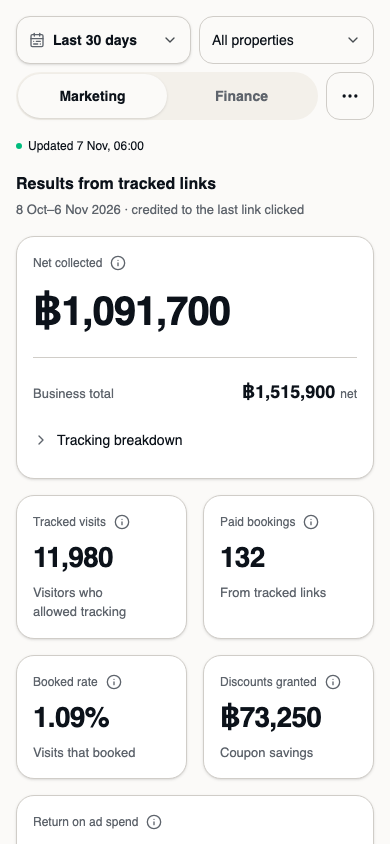 Last 30 days
All properties
Marketing
Finance
Updated 7 Nov, 06:00
Results from tracked links
8 Oct–6 Nov 2026 · credited to the last link clicked
Net collected
฿1,091,700
Business total
฿1,515,900 net
Tracking breakdown
Tracked visits
11,980
Visitors who
allowed tracking
Paid bookings
132
From tracked links
Booked rate
1.09%
Visits that booked
Discounts granted
฿73,250
Coupon savings
Return on ad spend